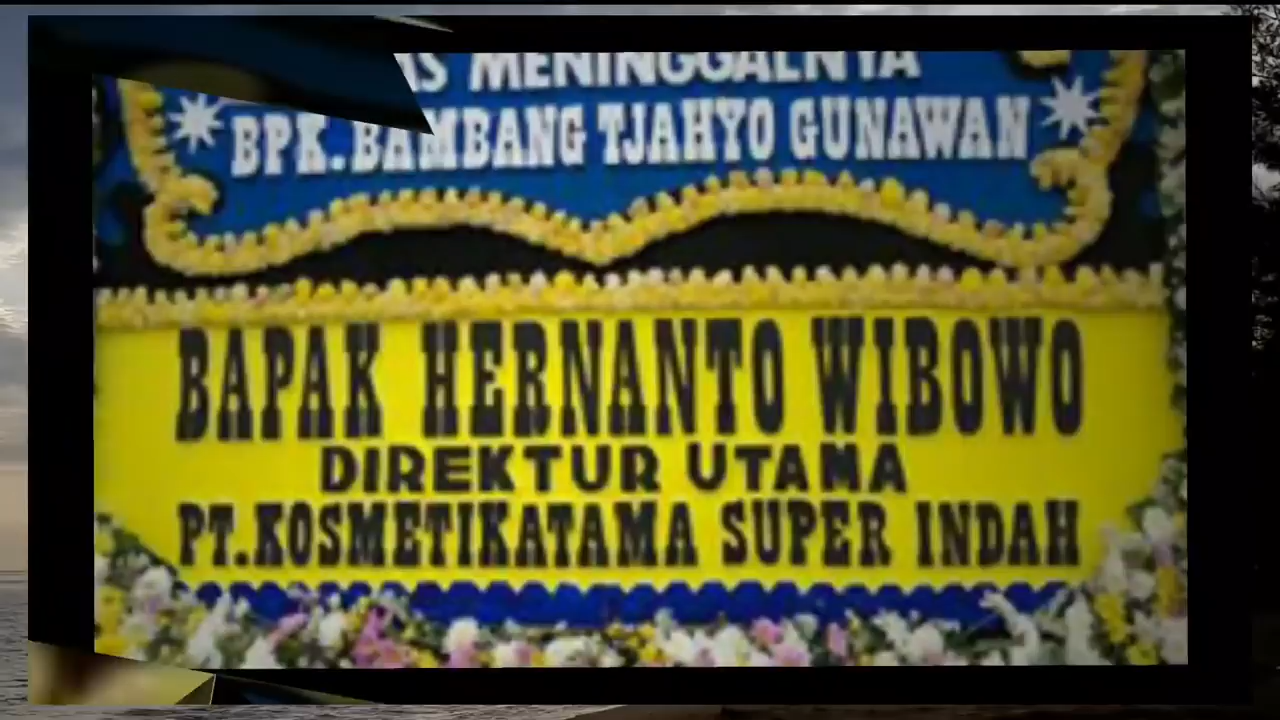 MENINGGALNYA
BPK.BAMBANG TJAHYO GUNAWAN
BAPAK HERNANTO WIBOWO
DIREKTUR UTAMA
PT.KOSMETIKATAMA SUPER INDAH